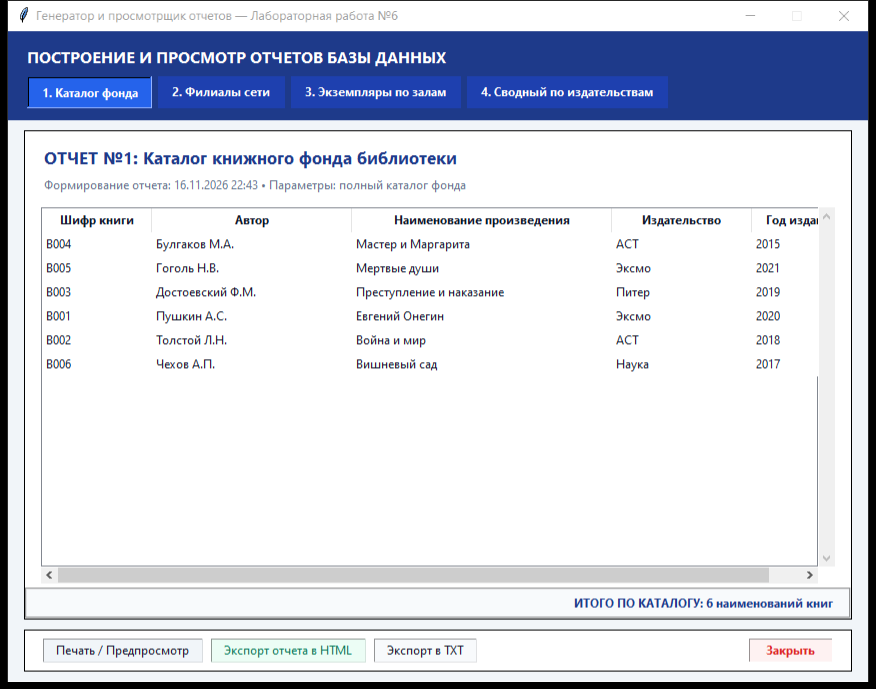 Генератор и просмотрщик отчетов — Лабораторная работа №6
ПОСТРОЕНИЕ И ПРОСМОТР ОТЧЕТОВ БАЗЫ ДАННЫХ
1. Каталог фонда 2. Филиалы сети 3. Экземпляры по залам 4. Сводный по издательствам
ОТЧЕТ №1: Каталог книжного фонда библиотеки
Формирование отчета: 16.11.2026 22:43 • Параметры: полный каталог фонда
Шифр книги Автор Наименование произведения Издательство Год изда
B004 Булгаков М.А. Мастер и Маргарита АСТ 2015
B005 Гоголь Н.В. Мертвые души Эксмо 2021
B003 Достоевский Ф.М. Преступление и наказание Питер 2019
B001 Пушкин А.С. Евгений Онегин Эксмо 2020
B002 Толстой Л.Н. Война и мир АСТ 2018
B006 Чехов А.П. Вишневый сад Наука 2017
ИТОГО ПО КАТАЛОГУ: 6 наименований книг
Печать / Предпросмотр Экспорт отчета в HTML Экспорт в TXT Закрыть